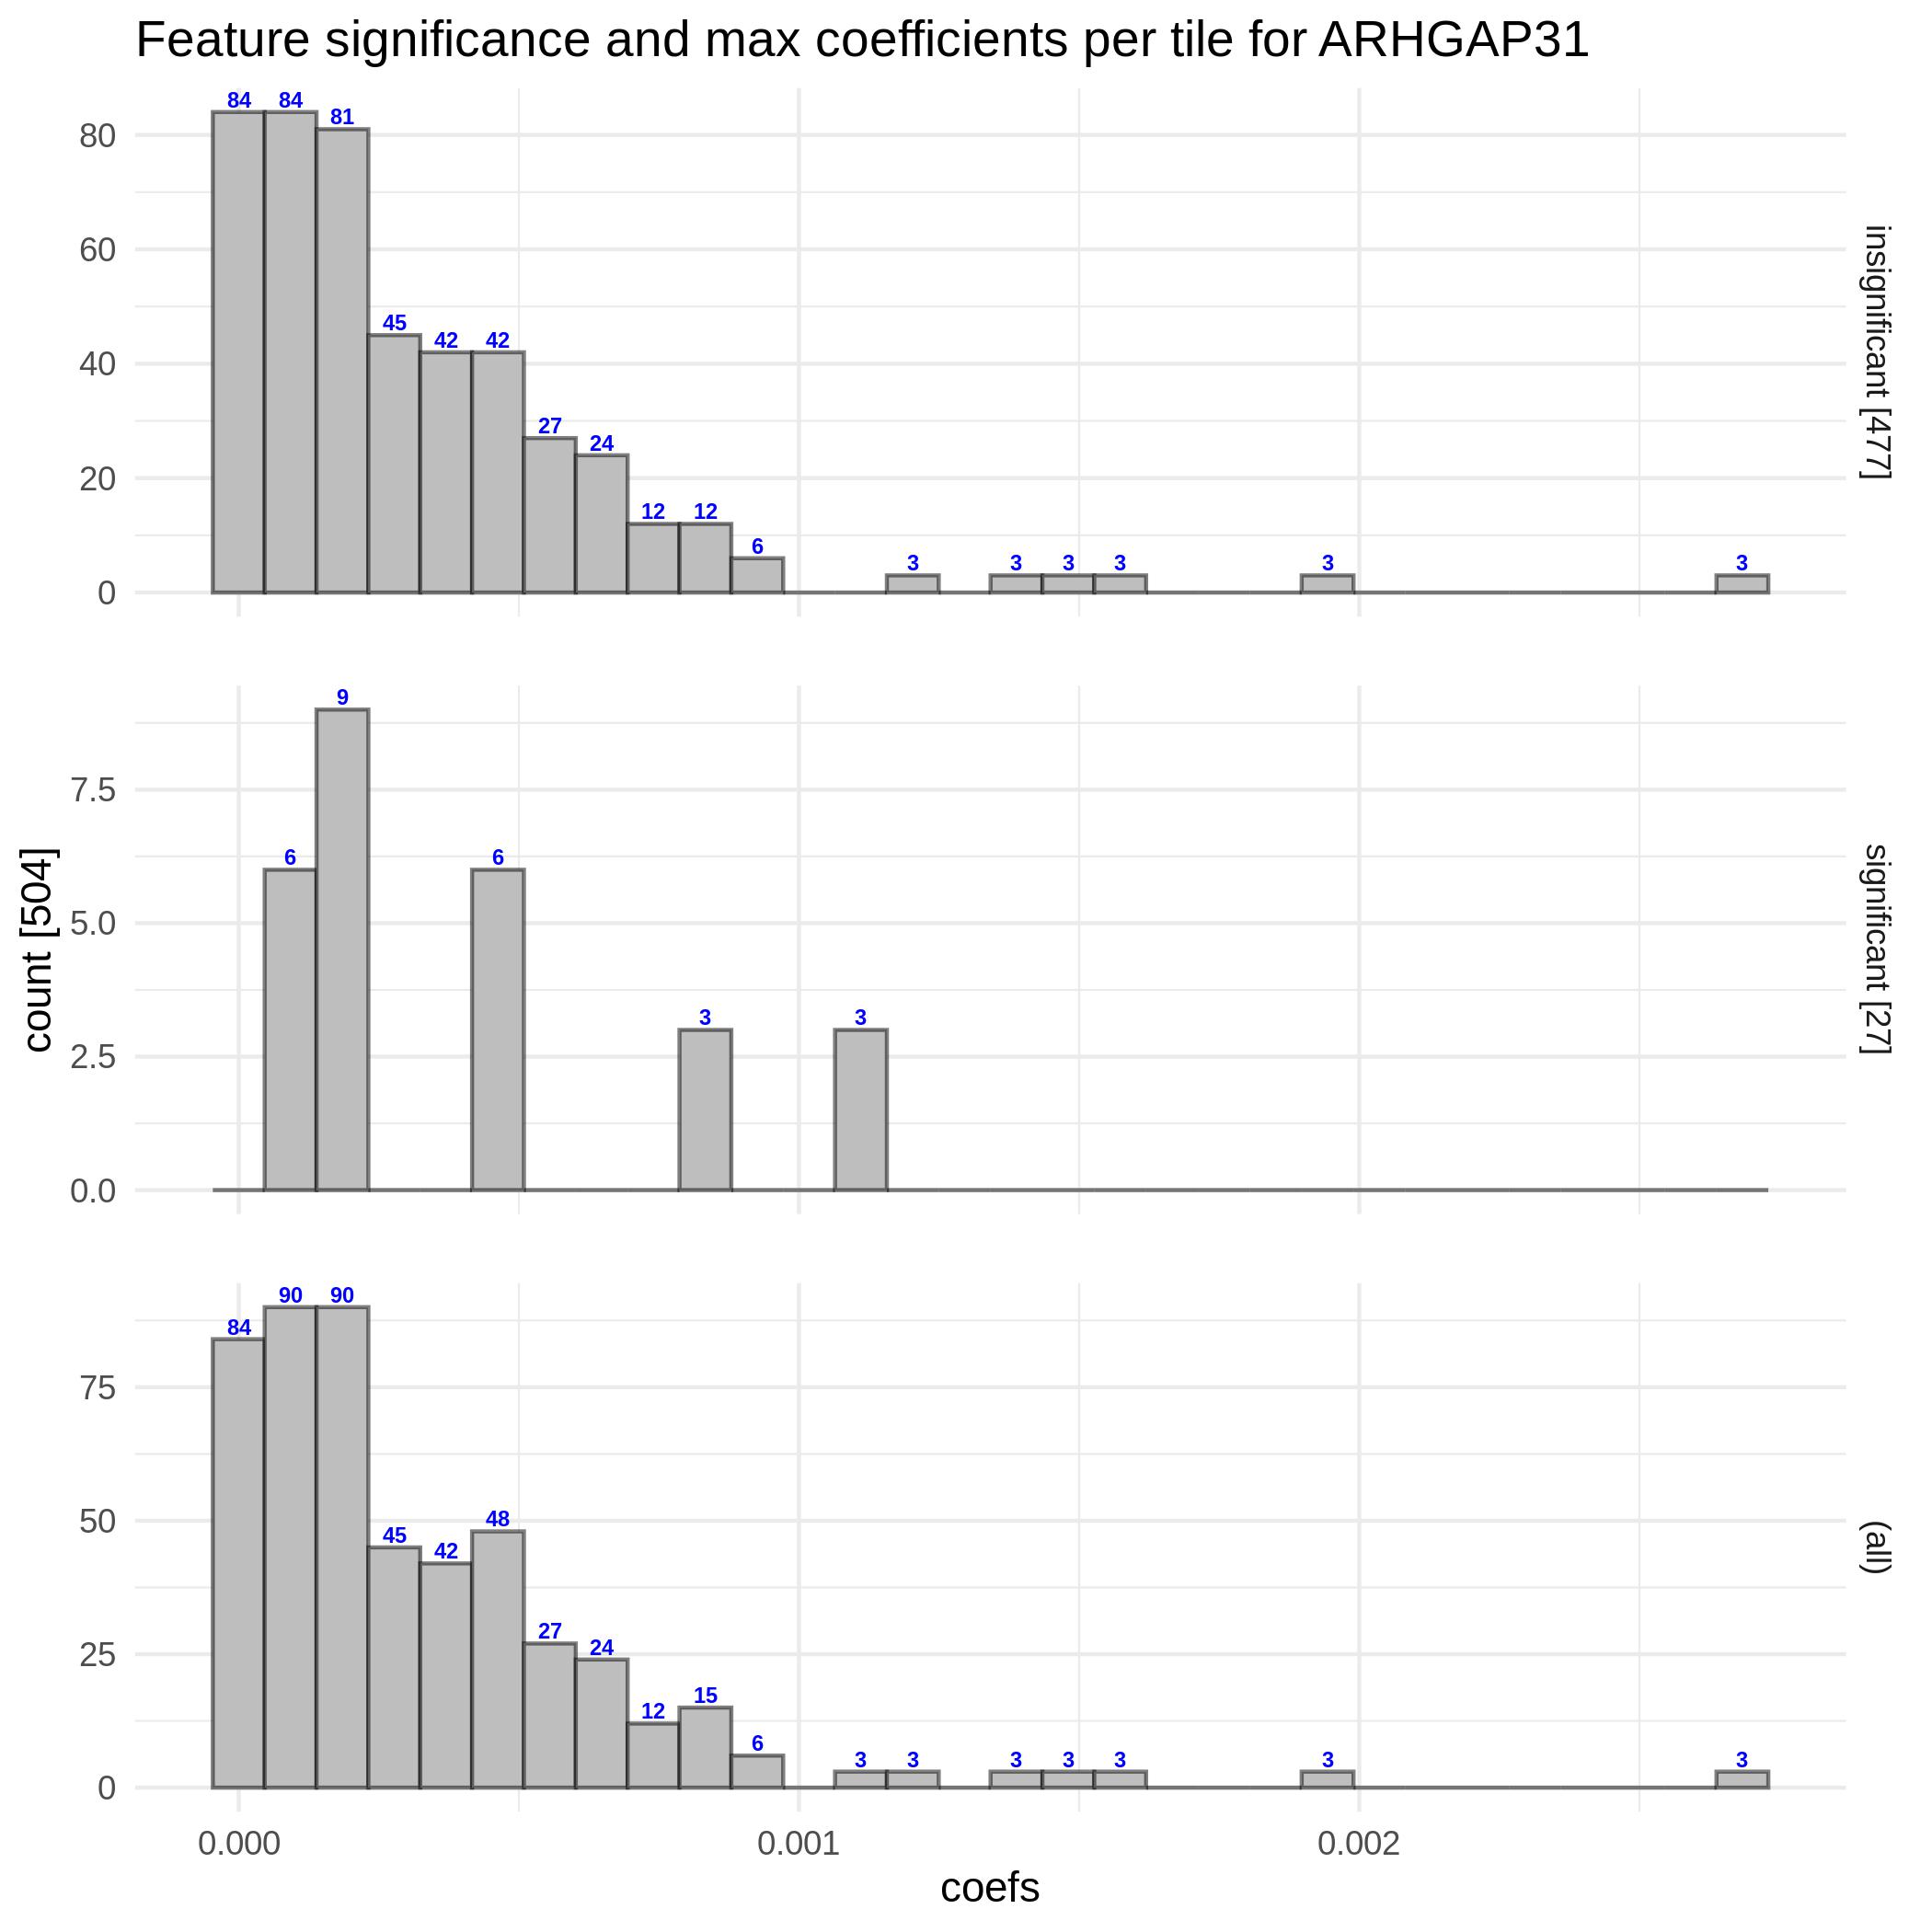 Feature significance and max coefficients per tile for ARHGAP31
84 84 81 45 42 42 27 24 12 12 6 3 3 3 3 3 3
80
60
40
20
0
insignificant [477]
6 9 6 3 3
7.5
5.0
2.5
0.0
significant [27]
count [504]
84 90 90 45 42 48 27 24 12 15 6 3 3 3 3 3 3 3
75
50
25
0
(all)
0.000 0.001 0.002
coefs